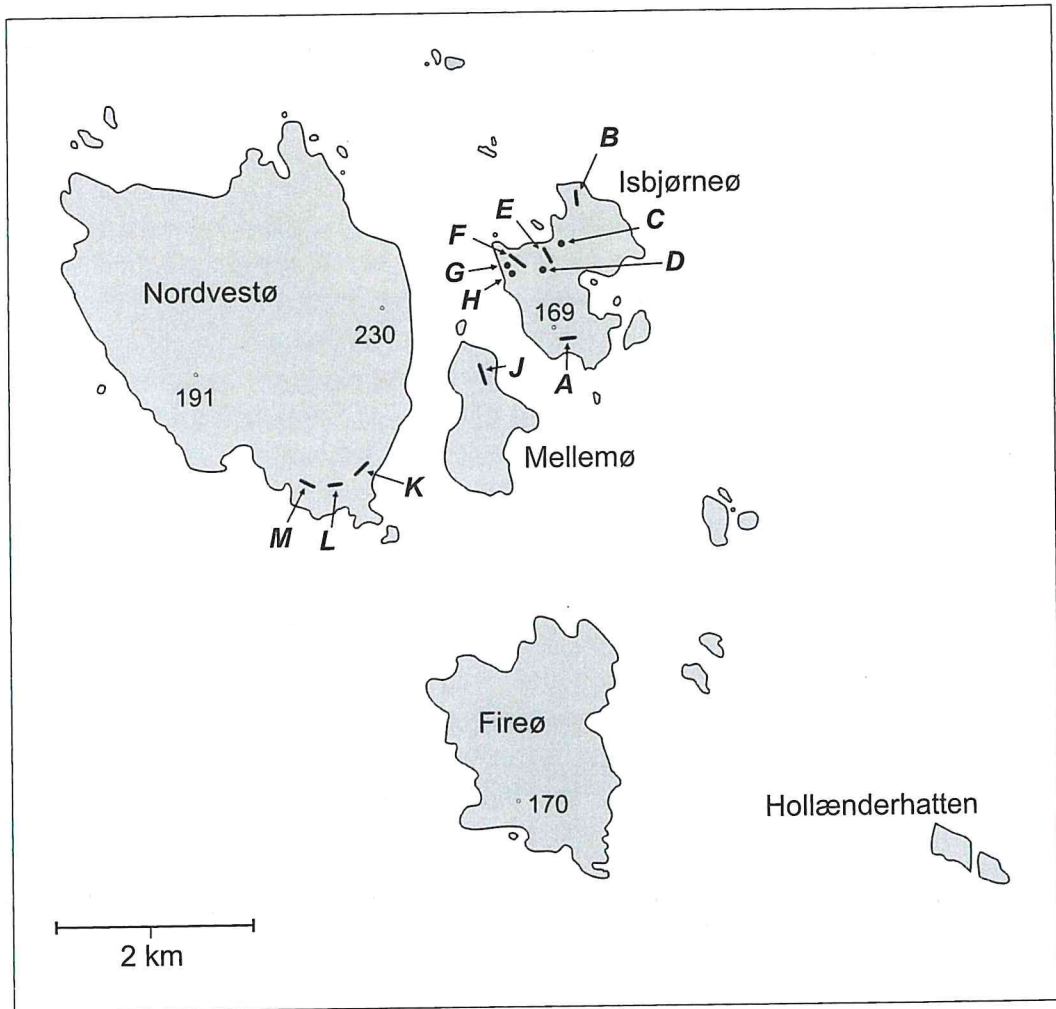 B
Isbjørneø
E
C
F
G
D
H
Nordvestø
169
230
J
A
191
Mellemø
K
M
L
Fireø
170
Hollænderhatten
2 km